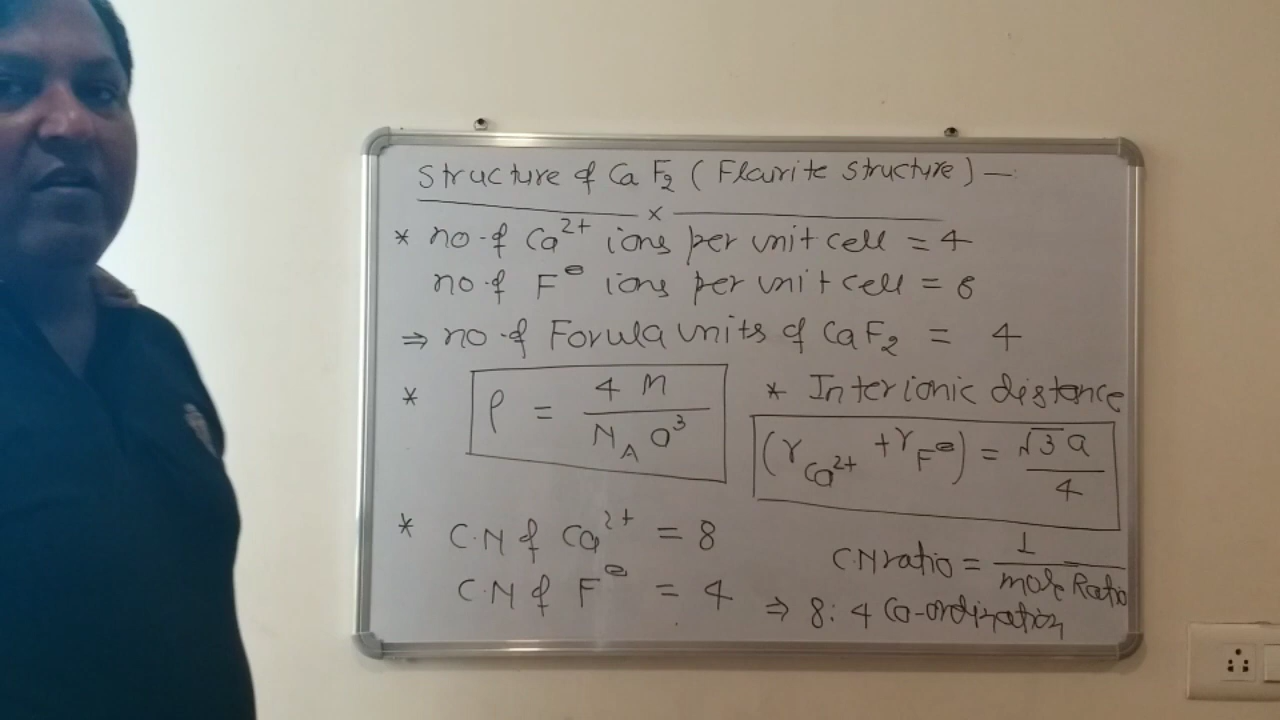 Structure of CaF₂ (Flourite structure) —
×
* no. of Ca²⁺ ions per unit cell = 4
no. of F⊖ ions per unit cell = 8
⇒ no. of Forula units of CaF₂ = 4
* ρ = 4 M / N_A a³
* Interionic distance
(r_Ca²⁺ + r_F⊖) = √3 a / 4
* C.N of Ca²⁺ = 8
C.N of F⊖ = 4
C.N ratio = 1 / mole Ratio
⇒ 8:4 Co-ordination